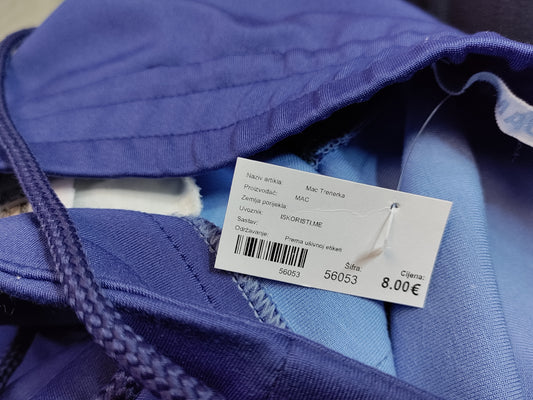 Naziv artikla: Mac Trenerka
Proizvođač: MAC
Zemlja porijekla:
Uvoznik: ISKORISTI.ME
Sastav:
Održavanje: Prema ušivnoj etiketi
56053
Šifra: 56053
Cijena: 8.00€